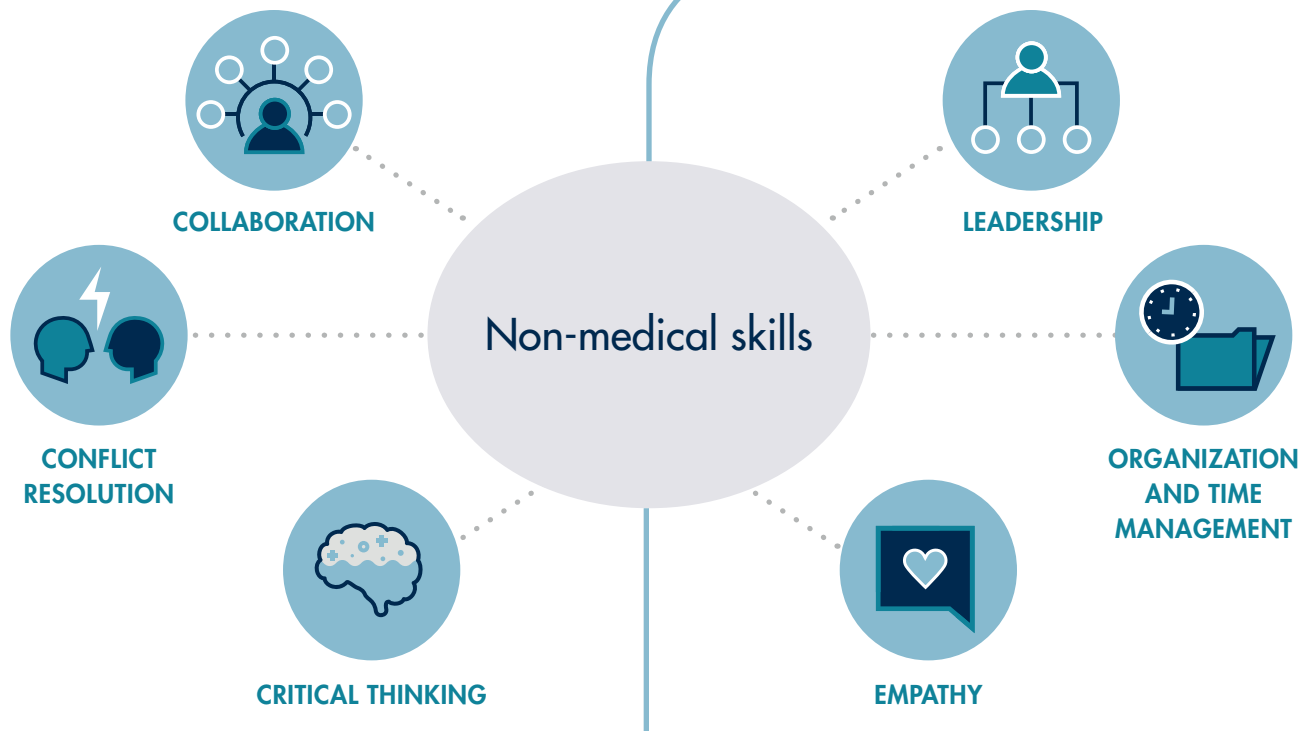 COLLABORATION
LEADERSHIP
Non-medical skills
CONFLICT
RESOLUTION
ORGANIZATION
AND TIME
MANAGEMENT
CRITICAL THINKING
EMPATHY